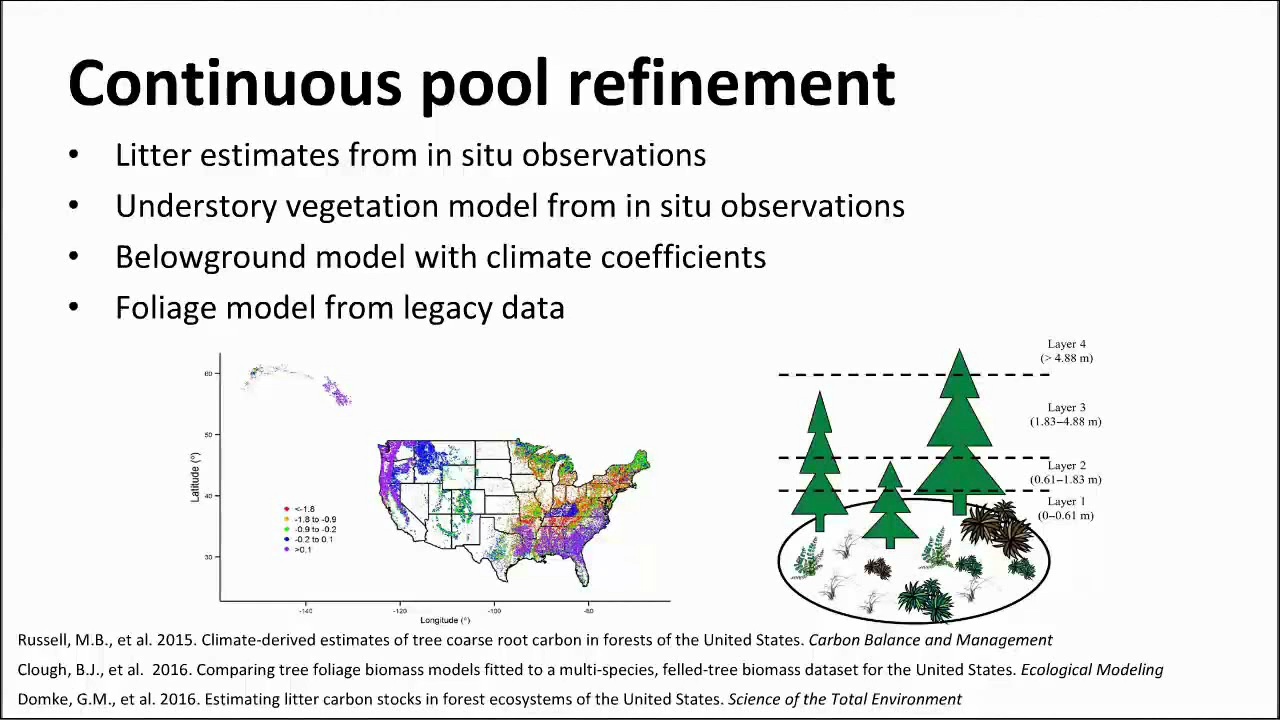 Continuous pool refinement
• Litter estimates from in situ observations
• Understory vegetation model from in situ observations
• Belowground model with climate coefficients
• Foliage model from legacy data
60
50
40
30
Latitude (°)
<-1.8
-1.8 to -0.9
-0.9 to -0.2
-0.2 to 0.1
>0.1
-140
-120
-100
-80
Longitude (°)
Layer 4
(> 4.88 m)
Layer 3
(1.83–4.88 m)
Layer 2
(0.61–1.83 m)
Layer 1
(0–0.61 m)
Russell, M.B., et al. 2015. Climate-derived estimates of tree coarse root carbon in forests of the United States. Carbon Balance and Management
Clough, B.J., et al. 2016. Comparing tree foliage biomass models fitted to a multi-species, felled-tree biomass dataset for the United States. Ecological Modeling
Domke, G.M., et al. 2016. Estimating litter carbon stocks in forest ecosystems of the United States. Science of the Total Environment